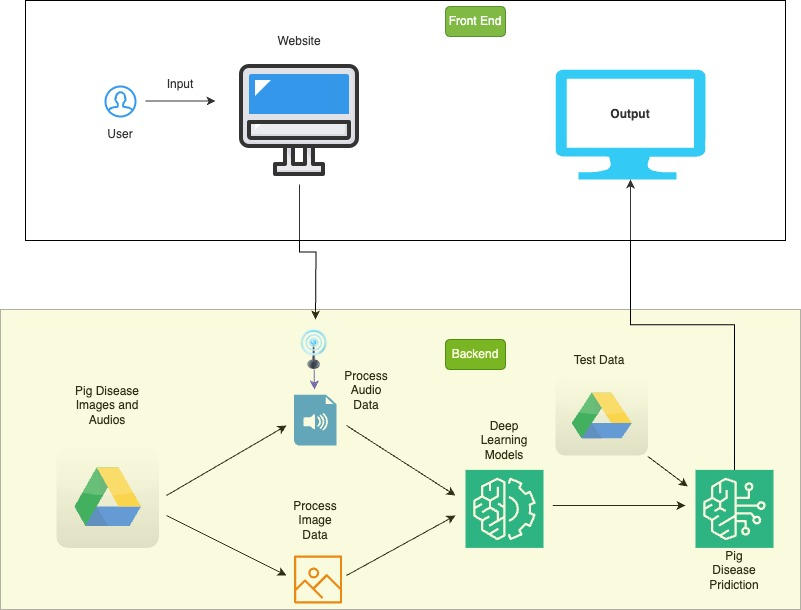 Front End
Website
Input
User
Output
Backend
Test Data
Pig Disease
Images and
Audios
Process
Audio
Data
Deep
Learning
Models
Process
Image
Data
Pig
Disease
Pridiction